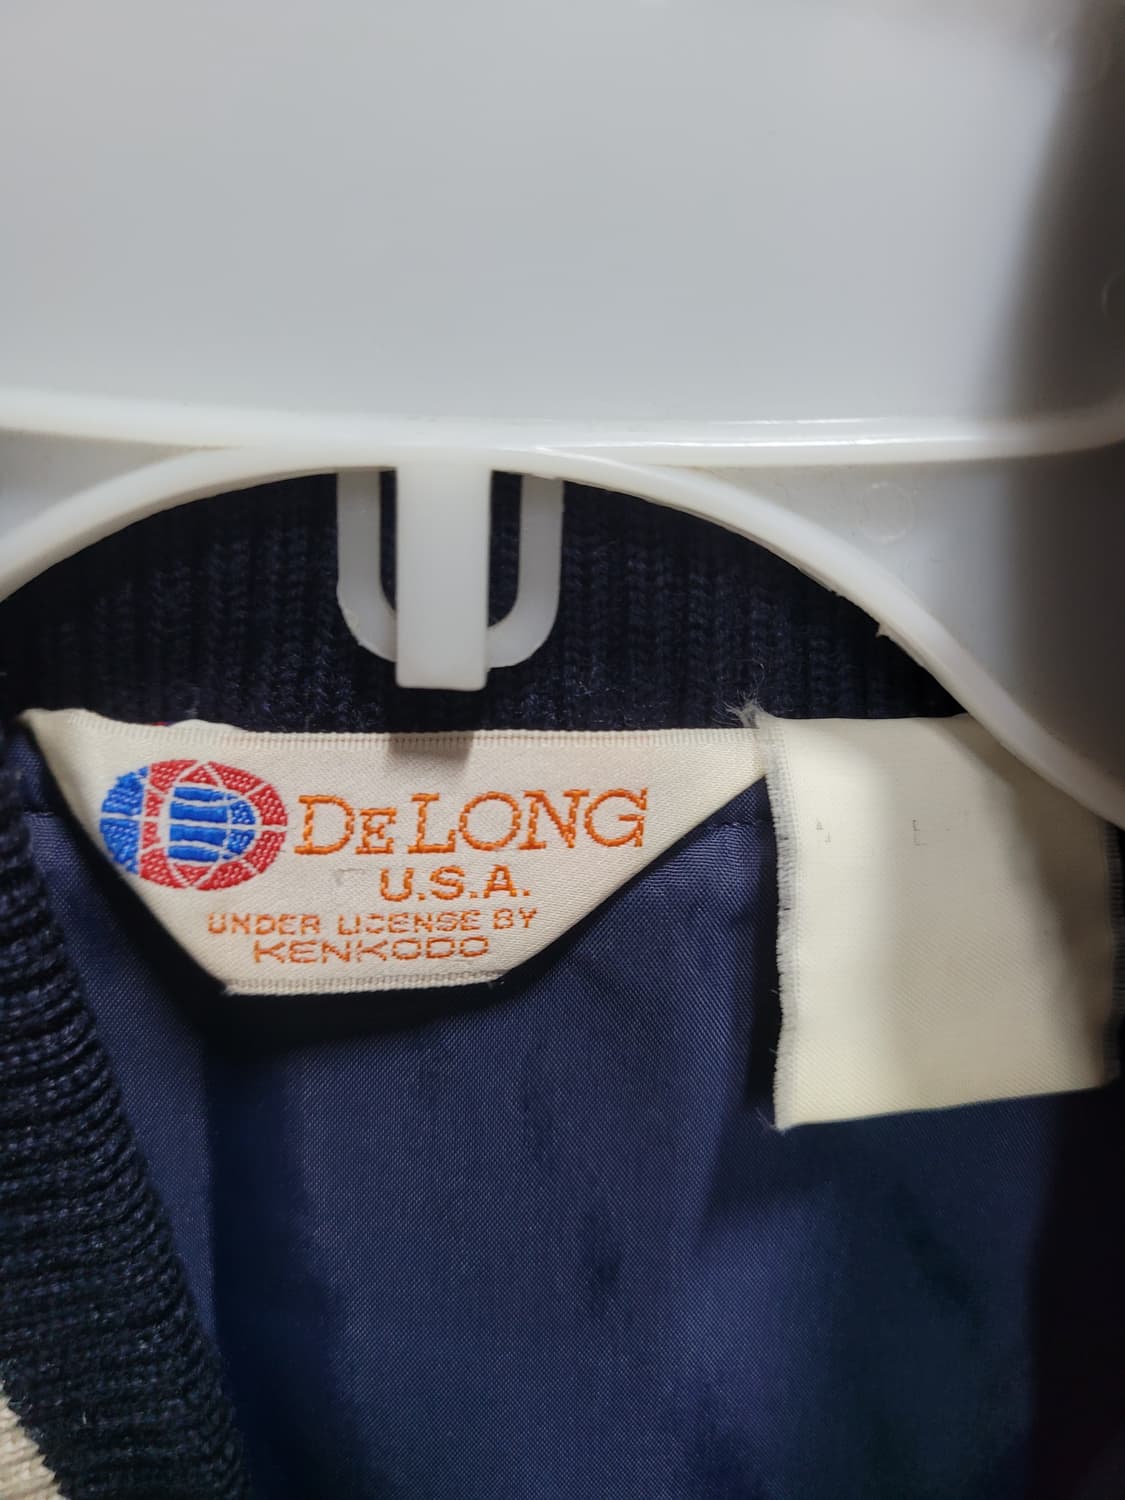 DELONG
U.S.A.
UNDER LICENSE BY
KENKODO